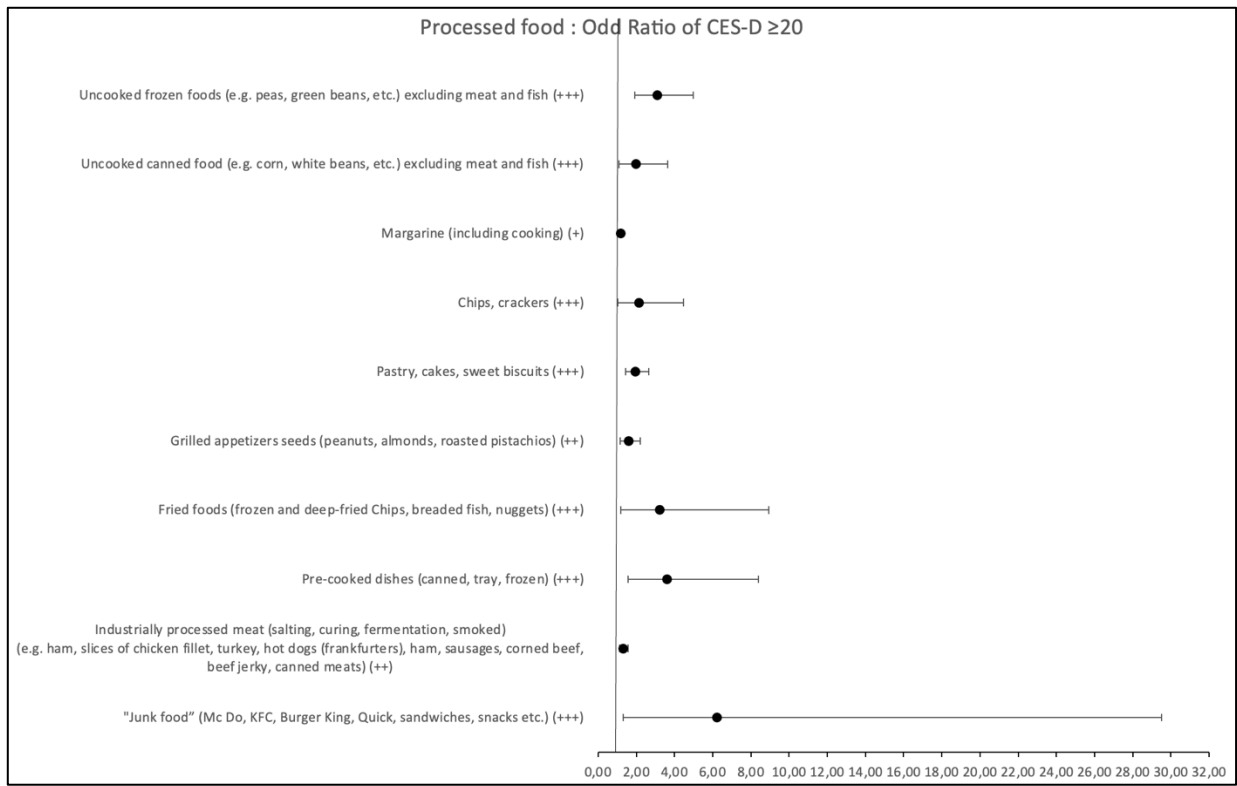 Processed food : Odd Ratio of CES-D ≥20
Uncooked frozen foods (e.g. peas, green beans, etc.) excluding meat and fish (+++)
Uncooked canned food (e.g. corn, white beans, etc.) excluding meat and fish (+++)
Margarine (including cooking) (+)
Chips, crackers (+++)
Pastry, cakes, sweet biscuits (+++)
Grilled appetizers seeds (peanuts, almonds, roasted pistachios) (++)
Fried foods (frozen and deep-fried Chips, breaded fish, nuggets) (+++)
Pre-cooked dishes (canned, tray, frozen) (+++)
Industrially processed meat (salting, curing, fermentation, smoked)
(e.g. ham, slices of chicken fillet, turkey, hot dogs (frankfurters), ham, sausages, corned beef,
beef jerky, canned meats) (++)
"Junk food” (Mc Do, KFC, Burger King, Quick, sandwiches, snacks etc.) (+++)
0,00 2,00 4,00 6,00 8,00 10,00 12,00 14,00 16,00 18,00 20,00 22,00 24,00 26,00 28,00 30,00 32,00